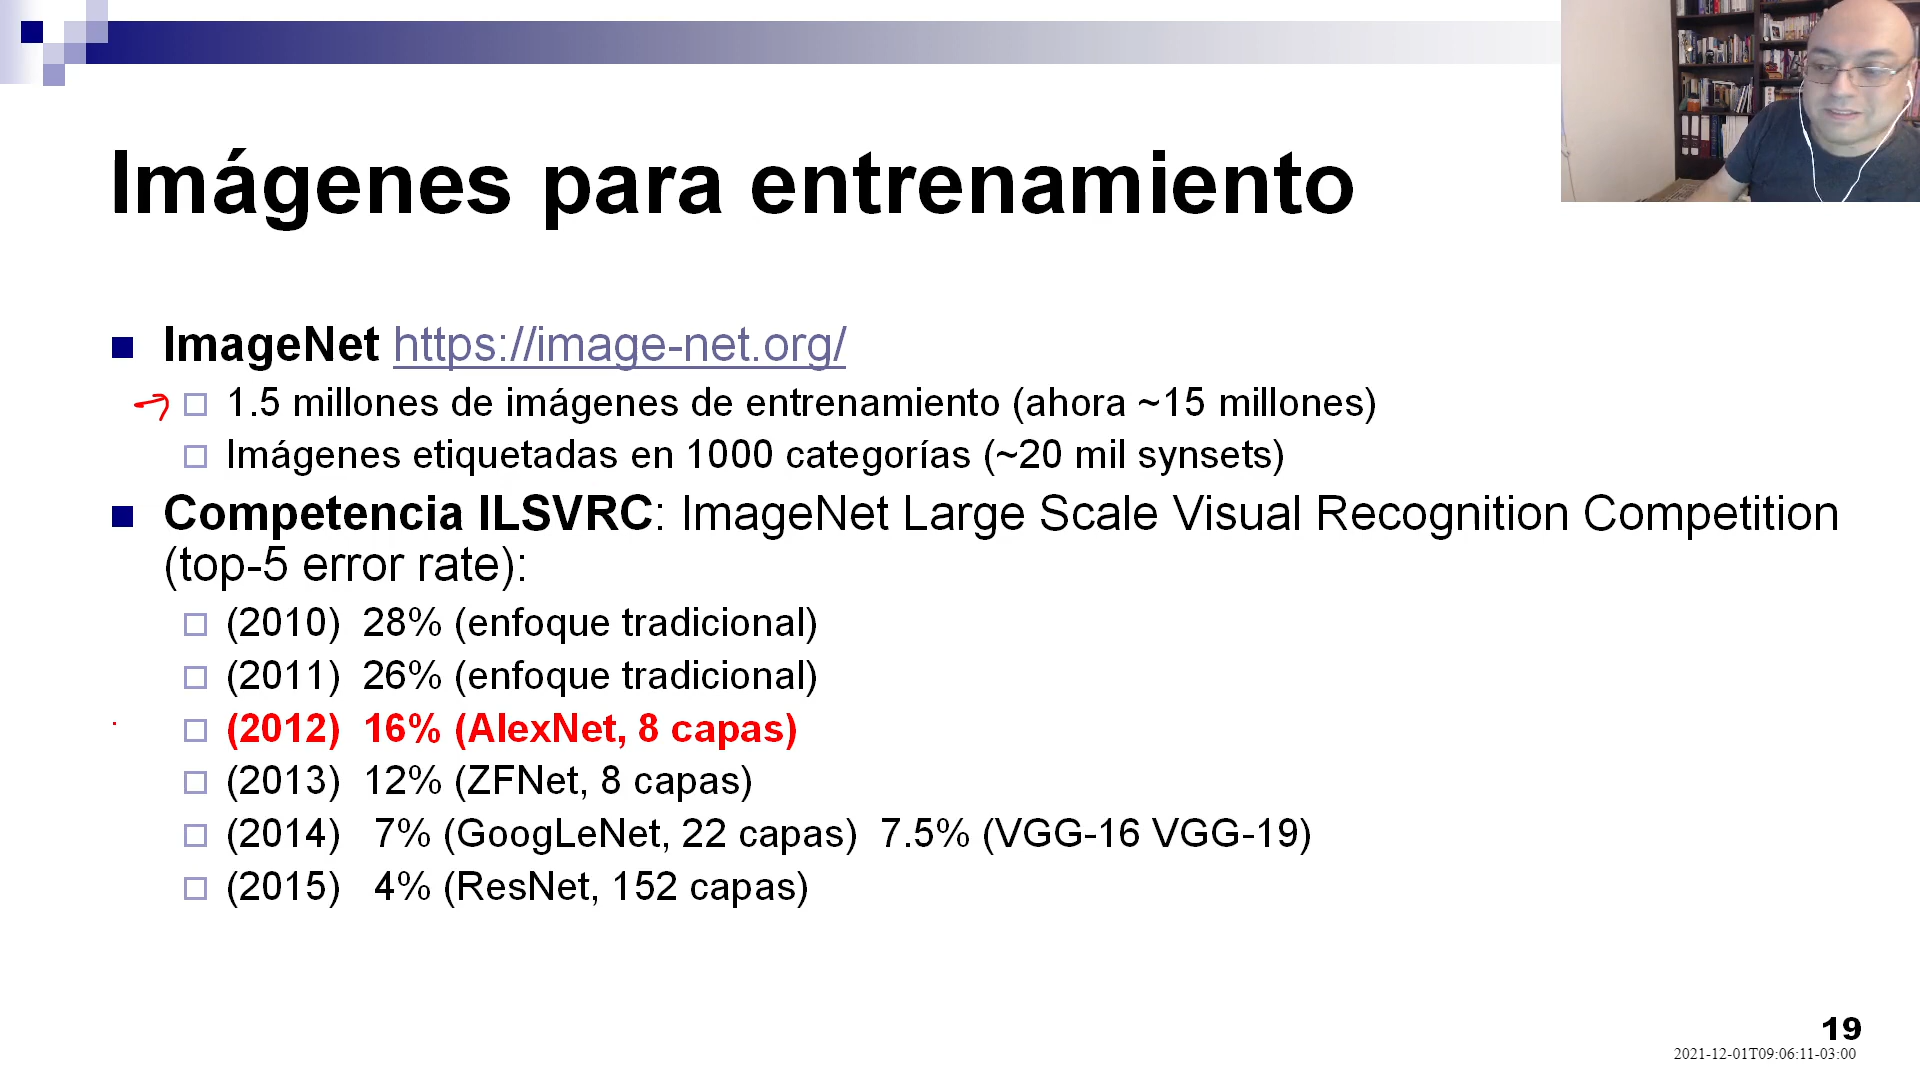 Imágenes para entrenamiento
ImageNet https://image-net.org/
1.5 millones de imágenes de entrenamiento (ahora ~15 millones)
Imágenes etiquetadas en 1000 categorías (~20 mil synsets)
Competencia ILSVRC: ImageNet Large Scale Visual Recognition Competition
(top-5 error rate):
(2010) 28% (enfoque tradicional)
(2011) 26% (enfoque tradicional)
(2012) 16% (AlexNet, 8 capas)
(2013) 12% (ZFNet, 8 capas)
(2014) 7% (GoogLeNet, 22 capas) 7.5% (VGG-16 VGG-19)
(2015) 4% (ResNet, 152 capas)
19
2021-12-01T09:06:11-03:00